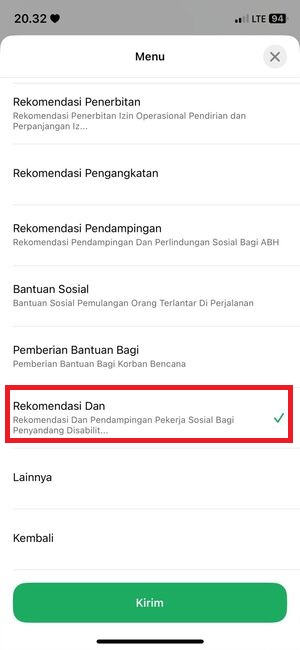 20.32
LTE 94
Menu
Rekomendasi Penerbitan
Rekomendasi Penerbitan Izin Operasional Pendirian dan
Perpanjangan Iz...
Rekomendasi Pengangkatan
Rekomendasi Pendampingan
Rekomendasi Pendampingan Dan Perlindungan Sosial Bagi ABH
Bantuan Sosial
Bantuan Sosial Pemulangan Orang Terlantar Di Perjalanan
Pemberian Bantuan Bagi
Pemberian Bantuan Bagi Korban Bencana
Rekomendasi Dan
Rekomendasi Dan Pendampingan Pekerja Sosial Bagi
Penyandang Disabilit...
Lainnya
Kembali
Kirim